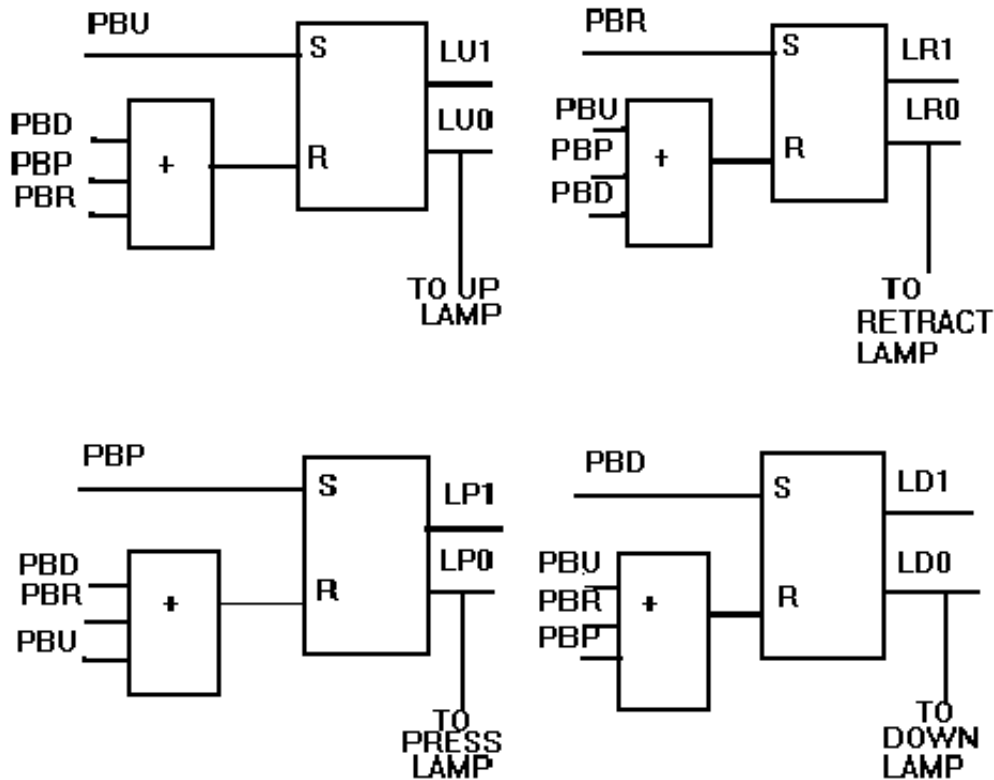 PBU
S
LU1
LU0
PBD
PBP
PBR
+
R
TO UP
LAMP
PBR
S
LR1
LR0
PBU
PBP
PBD
+
R
TO
RETRACT
LAMP
PBP
S
LP1
LP0
PBD
PBR
PBU
+
R
TO
PRESS
LAMP
PBD
S
LD1
LD0
PBU
PBR
PBP
+
R
TO
DOWN
LAMP